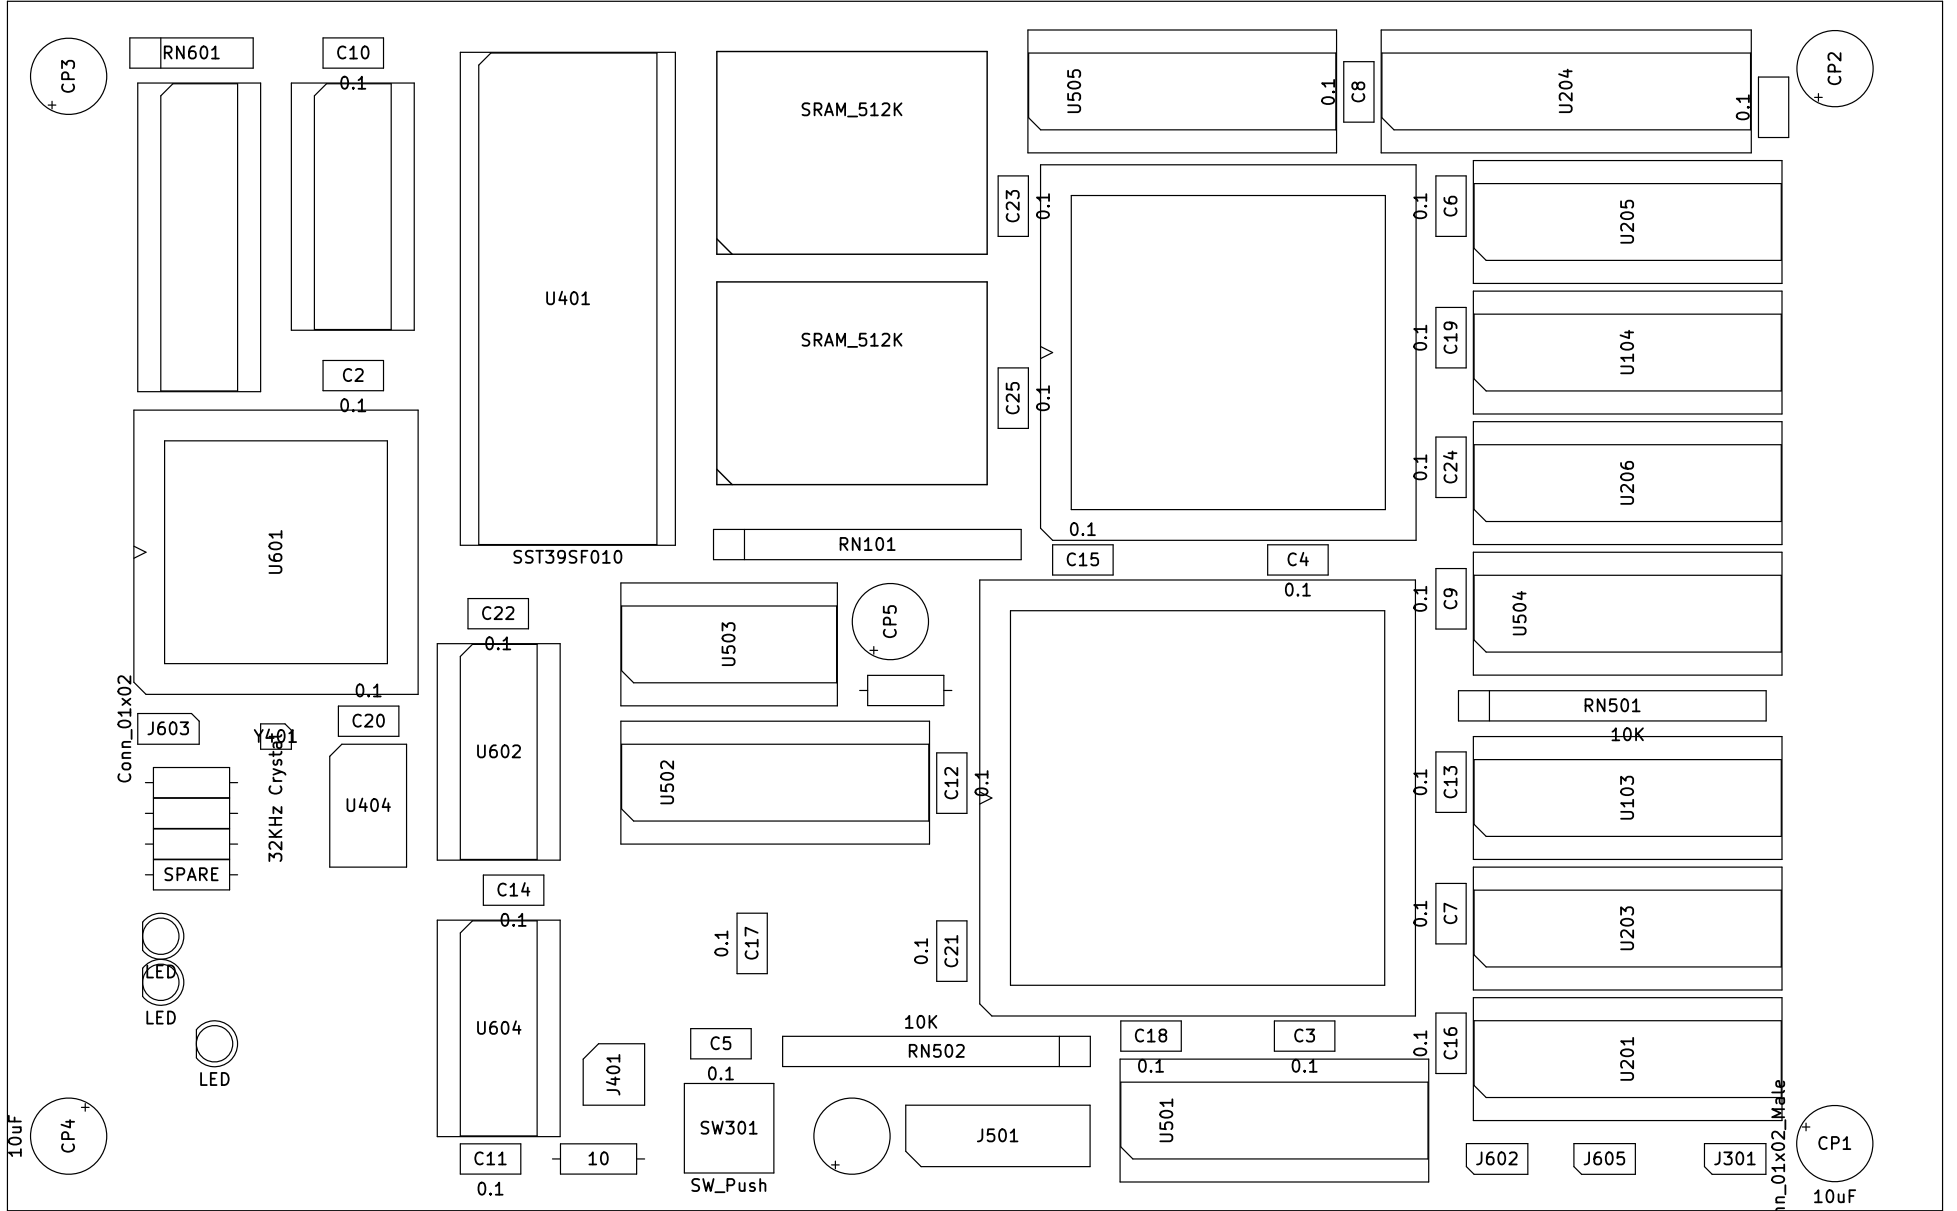 CP3
RN601
C10
0.1
U401
SST39SF010
SRAM_512K
U505
0.1
C8
U204
0.1
CP2
C23
0.1
C6
0.1
U205
SRAM_512K
C19
0.1
U104
C2
0.1
C25
0.1
C24
0.1
U206
U601
RN101
0.1
C15
C4
0.1
C9
0.1
U504
C22
0.1
U503
CP5
Conn_01x02
J603
Y401
32KHz Crystal
0.1
C20
U404
U602
U502
C12
0.1
RN501
10K
C13
0.1
U103
SPARE
C14
0.1
LED
LED
LED
0.1
C17
0.1
C21
0.1
C7
U203
U604
J401
C5
0.1
10K
RN502
C18
0.1
C3
0.1
0.1
C16
U201
10uF
CP4
C11
0.1
10
SW301
SW_Push
J501
U501
J602
J605
J301
nn_01x02_Male
CP1
10uF